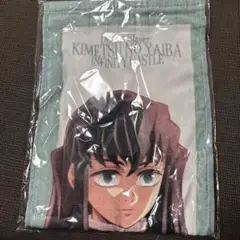 KIMETSU NO YAIBA
INFINITY CASTLE